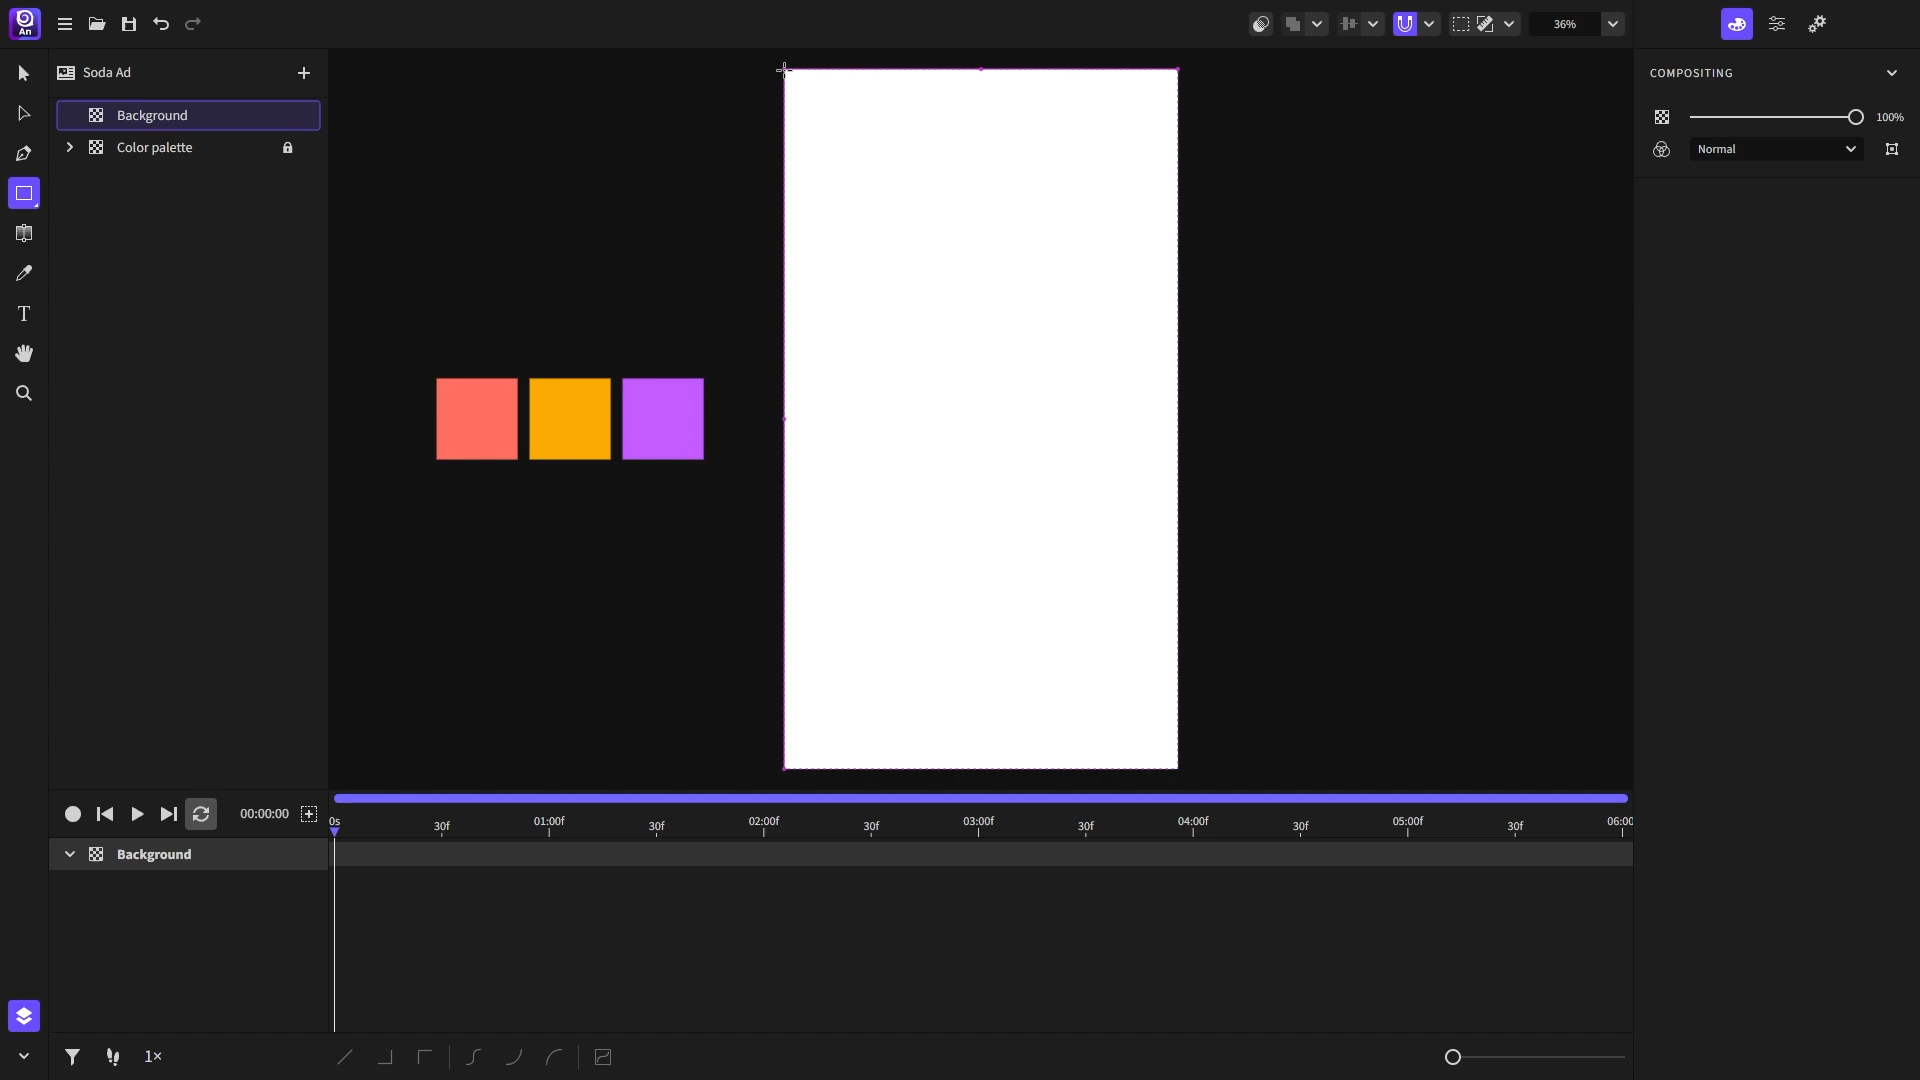 An
36%
Soda Ad
COMPOSITING
Background
100%
Color palette
Normal
00:00:00
0s 30f 01:00f 30f 02:00f 30f 03:00f 30f 04:00f 30f 05:00f 30f 06:00
Background
1×
T